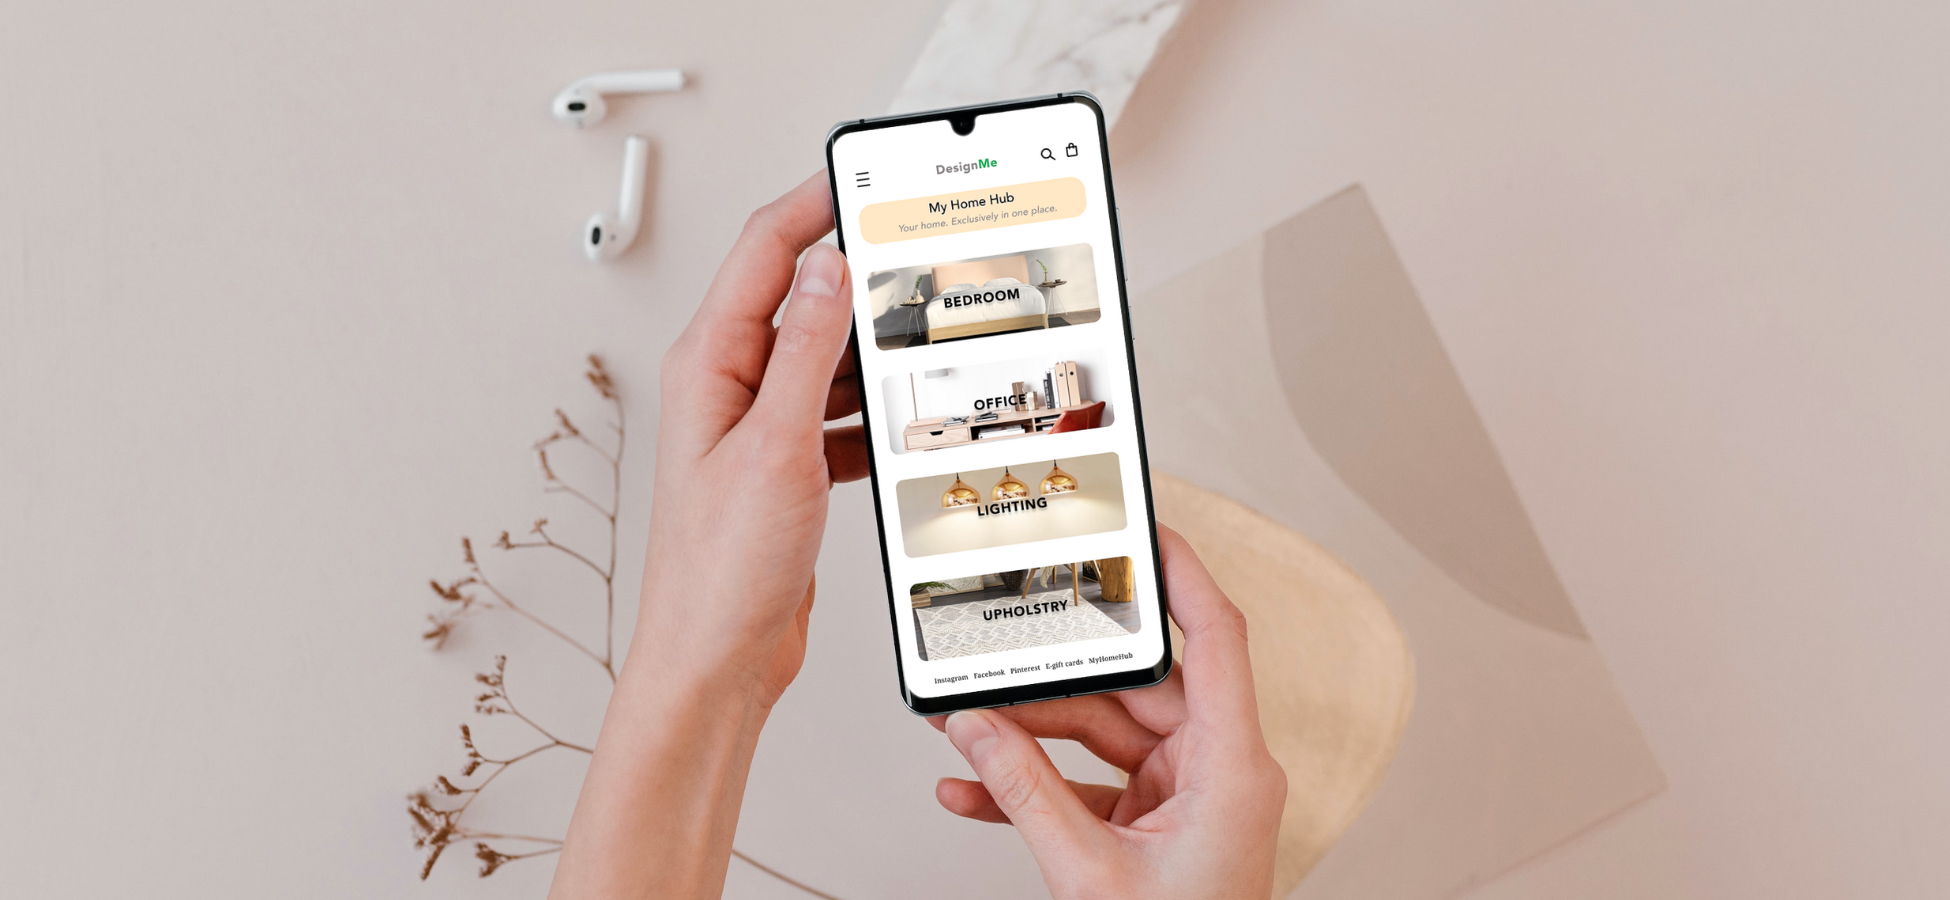 DesignMe
My Home Hub
Your home. Exclusively in one place.
BEDROOM
OFFICE
LIGHTING
UPHOLSTRY
Instagram Facebook Pinterest E-gift cards MyHomeHub